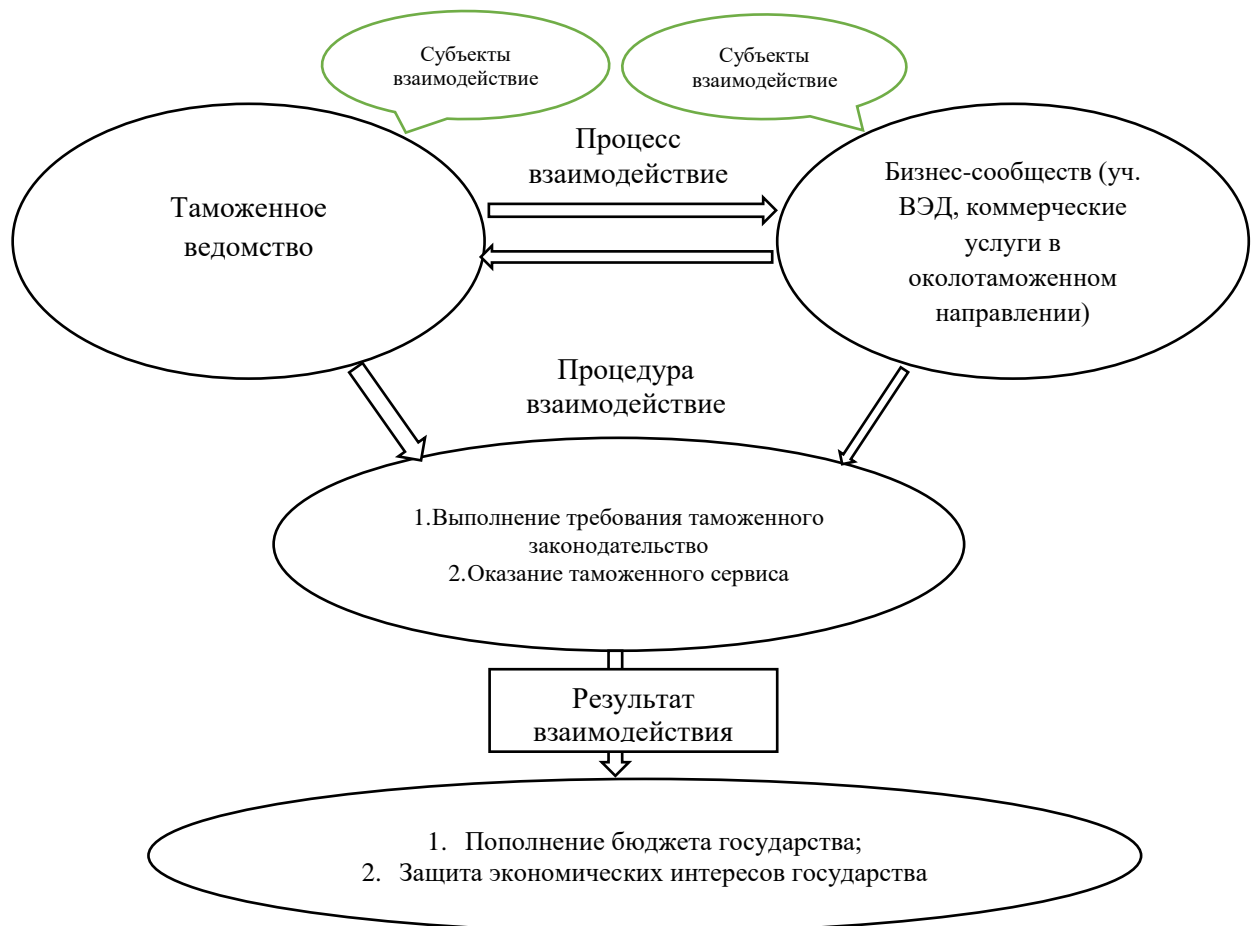 Субъекты
взаимодействие
Субъекты
взаимодействие
Процесс
взаимодействие
Таможенное
ведомство
Бизнес-сообществ (уч.
ВЭД, коммерческие
услуги в
околотаможенном
направлении)
Процедура
взаимодействие
1.Выполнение требования таможенного
законодательство
2.Оказание таможенного сервиса
Результат
взаимодействия
1. Пополнение бюджета государства;
2. Защита экономических интересов государства